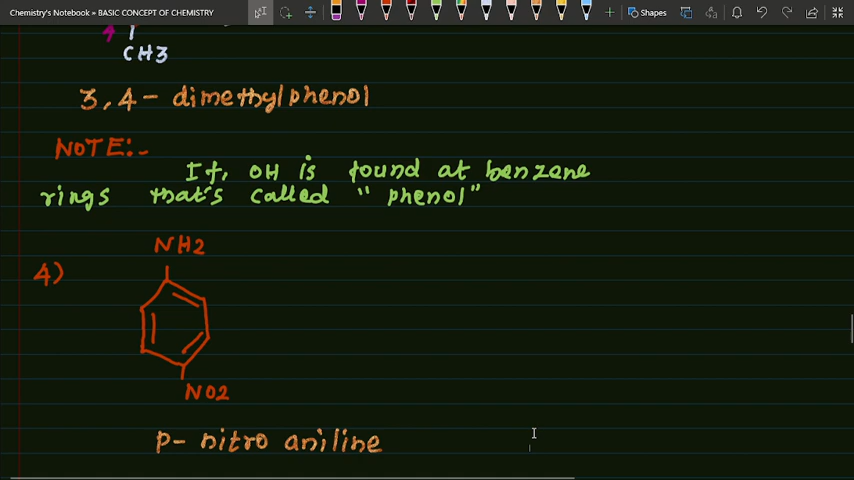 Chemistry's Notebook » BASIC CONCEPT OF CHEMISTRY
Shapes
4
CH3
3,4- dimethylphenol
NOTE:-
If, OH is found at benzene
rings that's called "phenol"
NH2
4)
NO2
P- nitro aniline